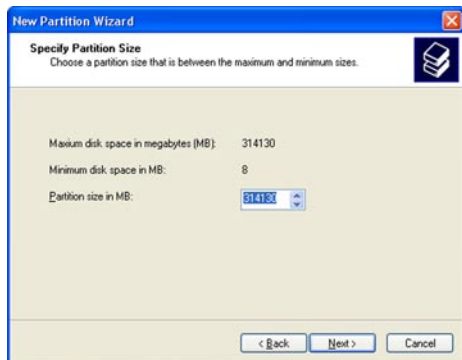 New Partition Wizard
Specify Partition Size
Choose a partition size that is between the maximum and minimum sizes.
Maxium disk space in megabytes (MB): 314130
Minimum disk space in MB: 8
Partition size in MB: 314130
< Back Next > Cancel